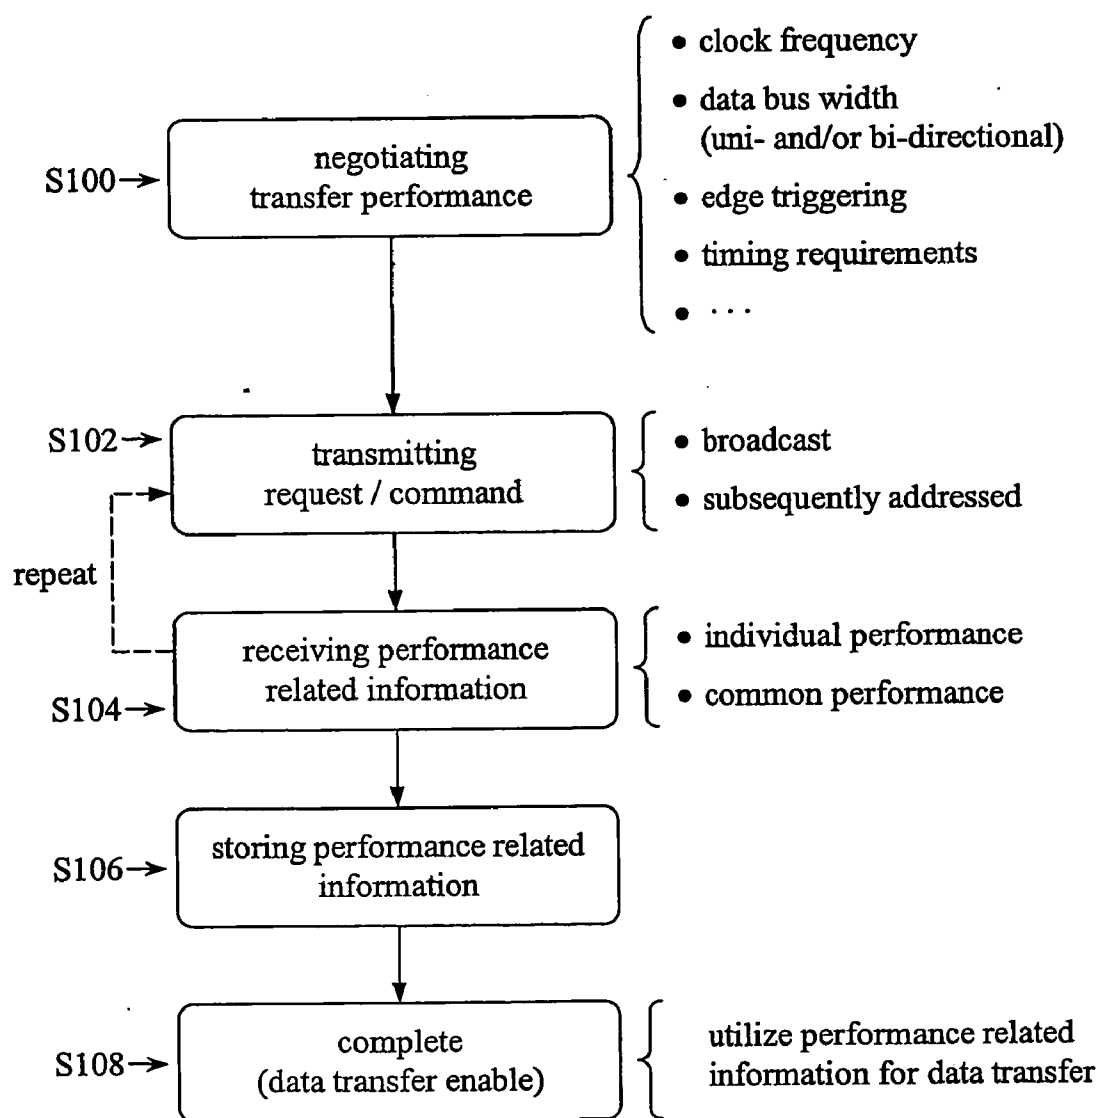 • clock frequency
• data bus width
(uni- and/or bi-directional)
• edge triggering
• timing requirements
• ...
S100
negotiating
transfer performance
S102
transmitting
request / command
• broadcast
• subsequently addressed
repeat
receiving performance
related information
S104
• individual performance
• common performance
S106
storing performance related
information
S108
complete
(data transfer enable)
utilize performance related
information for data transfer